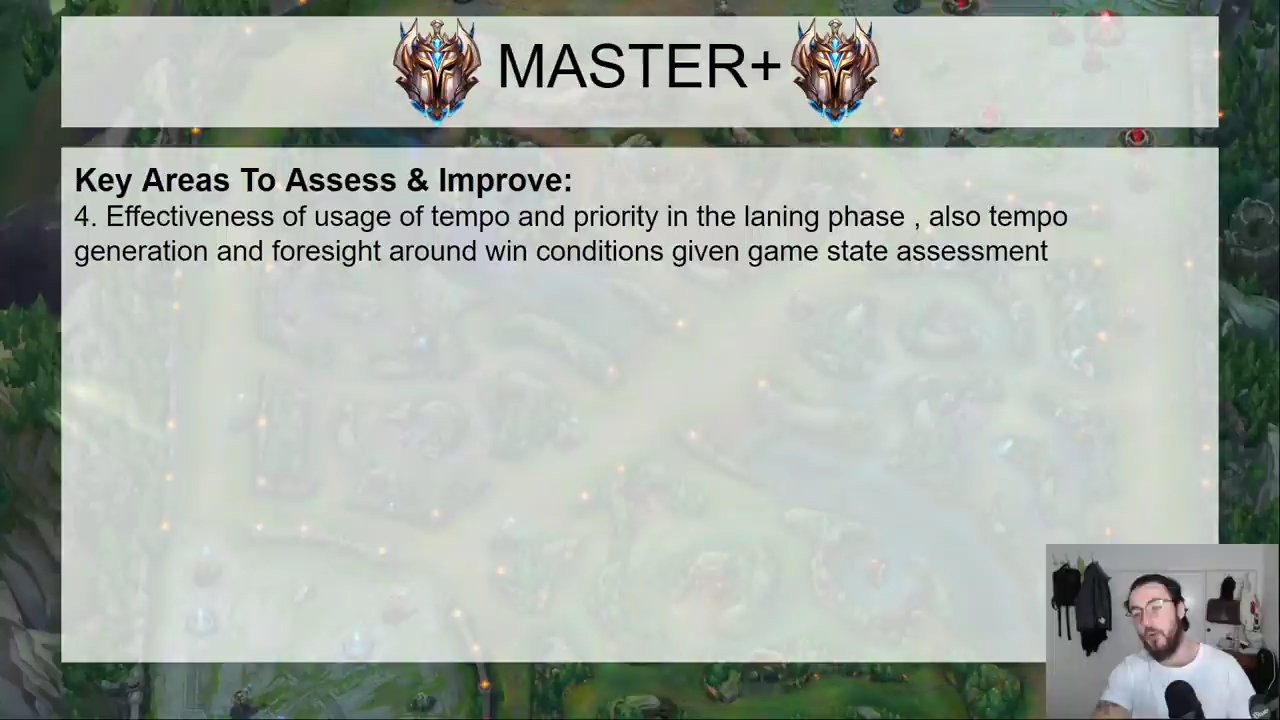 MASTER+
Key Areas To Assess & Improve:
4. Effectiveness of usage of tempo and priority in the laning phase , also tempo
generation and foresight around win conditions given game state assessment